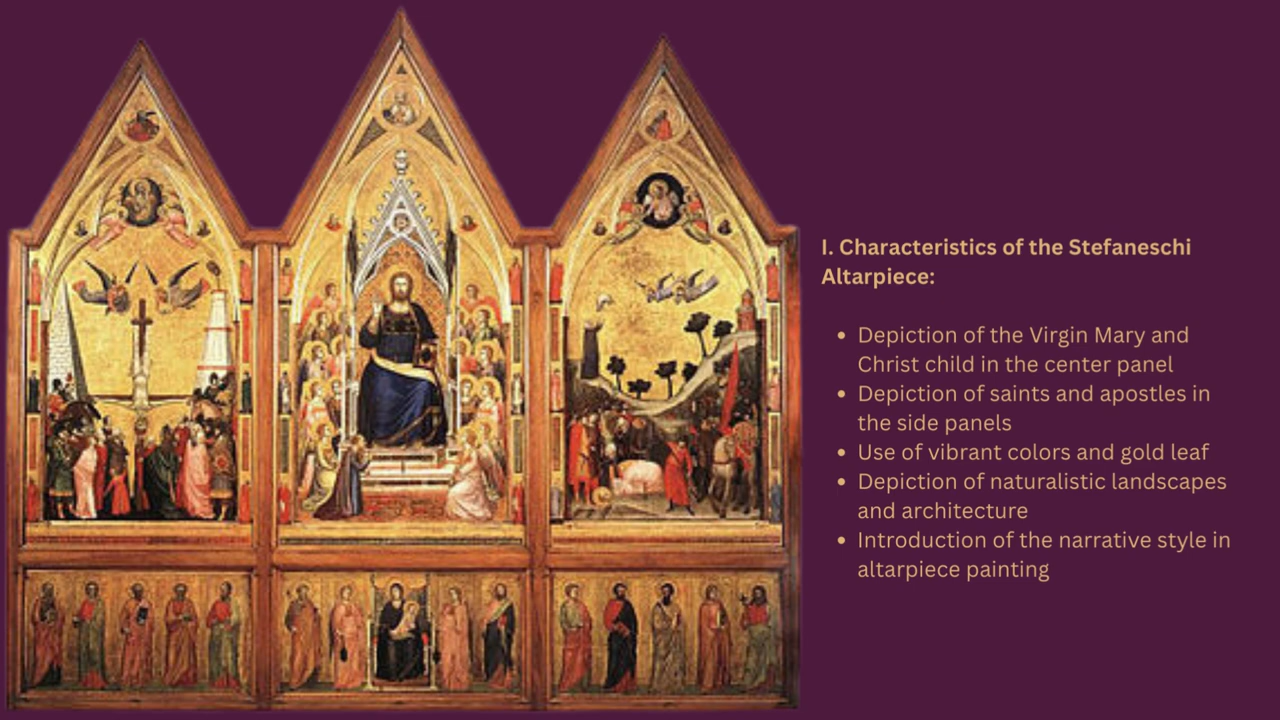 I. Characteristics of the Stefaneschi
Altarpiece:
• Depiction of the Virgin Mary and
Christ child in the center panel
• Depiction of saints and apostles in
the side panels
• Use of vibrant colors and gold leaf
• Depiction of naturalistic landscapes
and architecture
• Introduction of the narrative style in
altarpiece painting